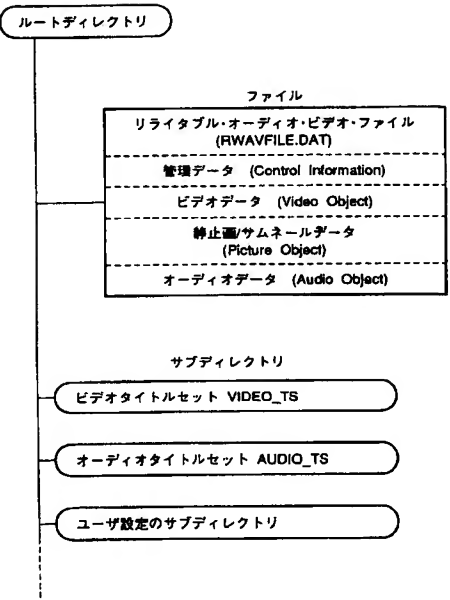 ルートディレクトリ
ファイル
リライタブル・オーディオ・ビデオ・ファイル
(RWAVFILE.DAT)
管理データ (Control Information)
ビデオデータ (Video Object)
静止画/サムネールデータ
(Picture Object)
オーディオデータ (Audio Object)
サブディレクトリ
ビデオタイトルセット VIDEO_TS
オーディオタイトルセット AUDIO_TS
ユーザ設定のサブディレクトリ